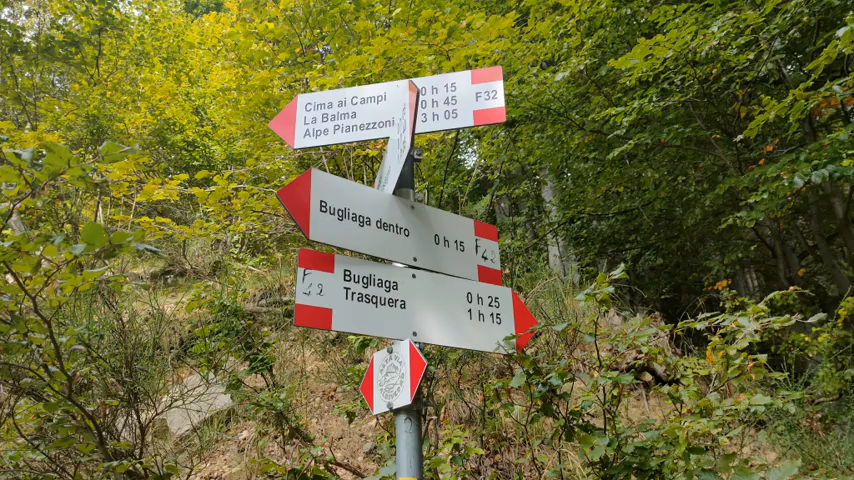 Cima ai Campi 0 h 15
La Balma 0 h 45
Alpe Pianezzoni 3 h 05
F32
Bugliaga dentro 0 h 15
F42
Bugliaga 0 h 25
Trasquera 1 h 15